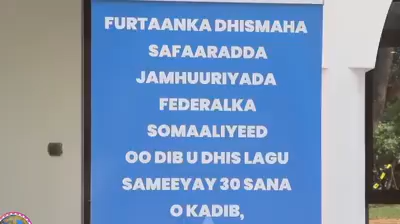 FURTAANKA DHISMAHA
SAFAARADDA
JAMHUURIYADA
FEDERALKA
SOMAALIYEED
OO DIB U DHIS LAGU
SAMEEYAY 30 SANA
O KADIB,